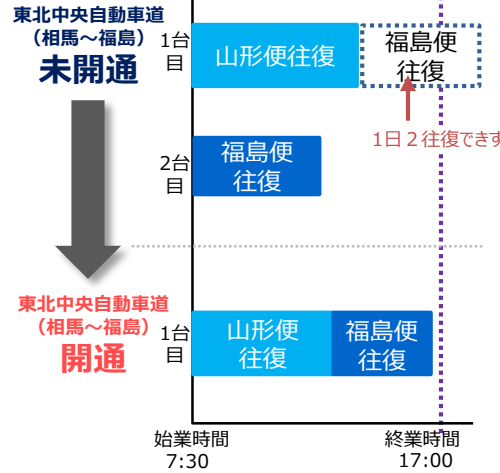 東北中央自動車道
（相馬～福島）
未開通
1台
目
山形便往復
福島便
往復
1日２往復できず
2台
目
福島便
往復
東北中央自動車道
（相馬～福島）
開通
1台
目
山形便
往復
福島便
往復
始業時間
7:30
終業時間
17:00